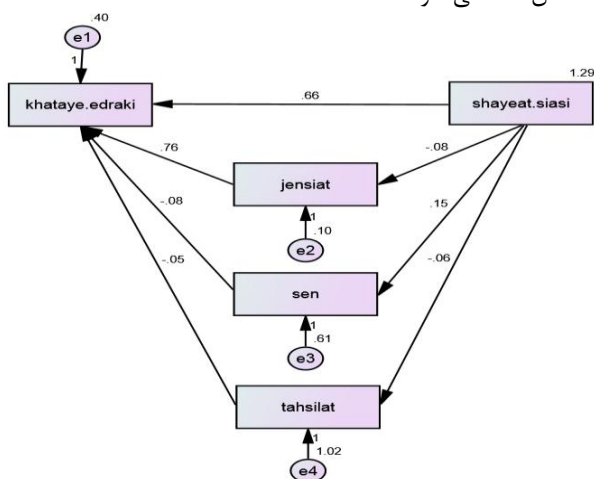 .40
e1
1
1.29
khataye.edraki
.66
shayeat.siasi
.76
-.08
jensiat
-.08
1
.10
.15
e2
-.05
-.06
sen
1
.61
e3
tahsilat
1
1.02
e4